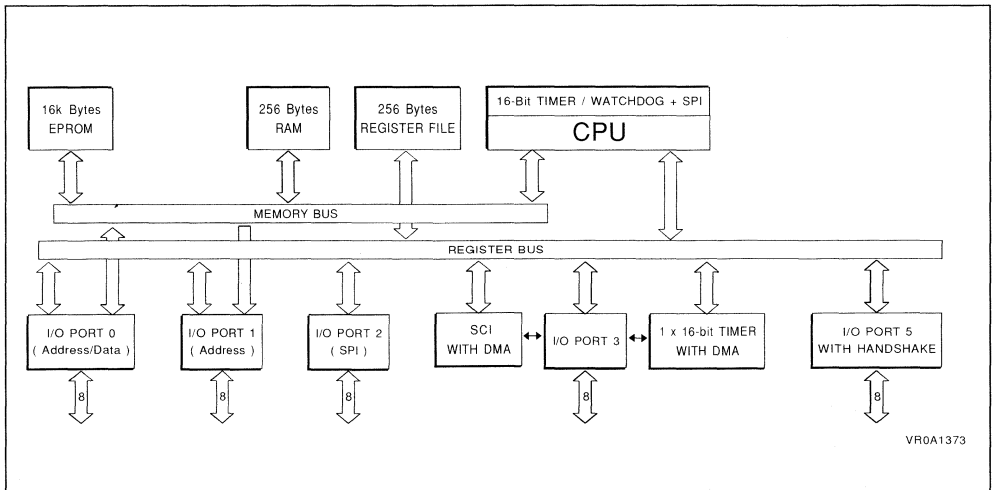 16k Bytes
EPROM
256 Bytes
RAM
256 Bytes
REGISTER FILE
16-Bit TIMER / WATCHDOG + SPI
CPU
MEMORY BUS
REGISTER BUS
I/O PORT 0
( Address/Data )
I/O PORT 1
( Address )
I/O PORT 2
( SPI )
SCI
WITH DMA
I/O PORT 3
1 x 16-bit TIMER
WITH DMA
I/O PORT 5
WITH HANDSHAKE
8
8
8
8
8
VR0A1373